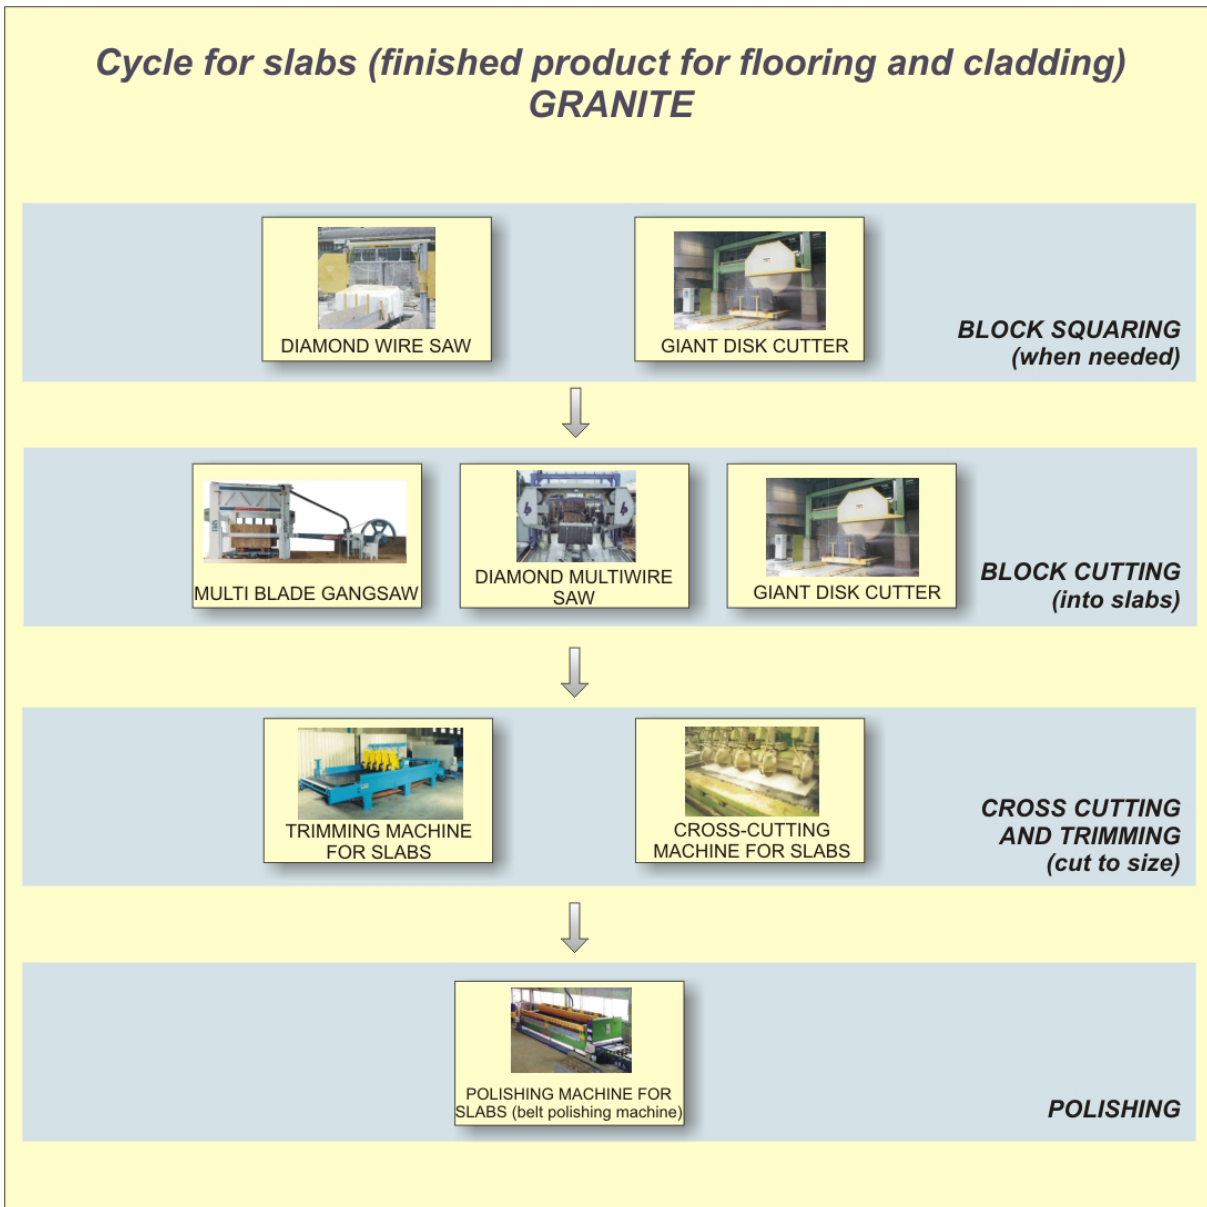 Cycle for slabs (finished product for flooring and cladding)
GRANITE
DIAMOND WIRE SAW
GIANT DISK CUTTER
BLOCK SQUARING
(when needed)
MULTI BLADE GANGSAW
DIAMOND MULTIWIRE
SAW
GIANT DISK CUTTER
BLOCK CUTTING
(into slabs)
TRIMMING MACHINE
FOR SLABS
CROSS-CUTTING
MACHINE FOR SLABS
CROSS CUTTING
AND TRIMMING
(cut to size)
POLISHING MACHINE FOR
SLABS (belt polishing machine)
POLISHING